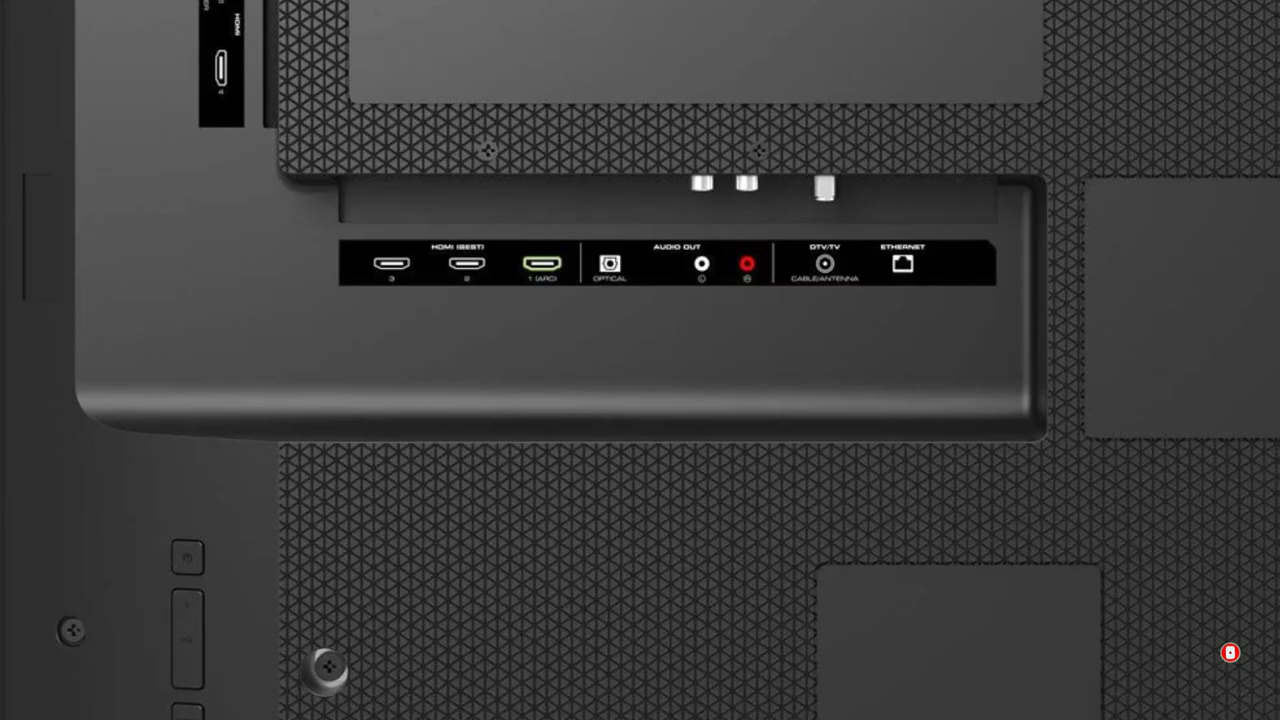 HDMI
HDMI (BEST)
3
2
1 (ARC)
OPTICAL
AUDIO OUT
L
R
DTV/TV
CABLE/ANTENNA
ETHERNET